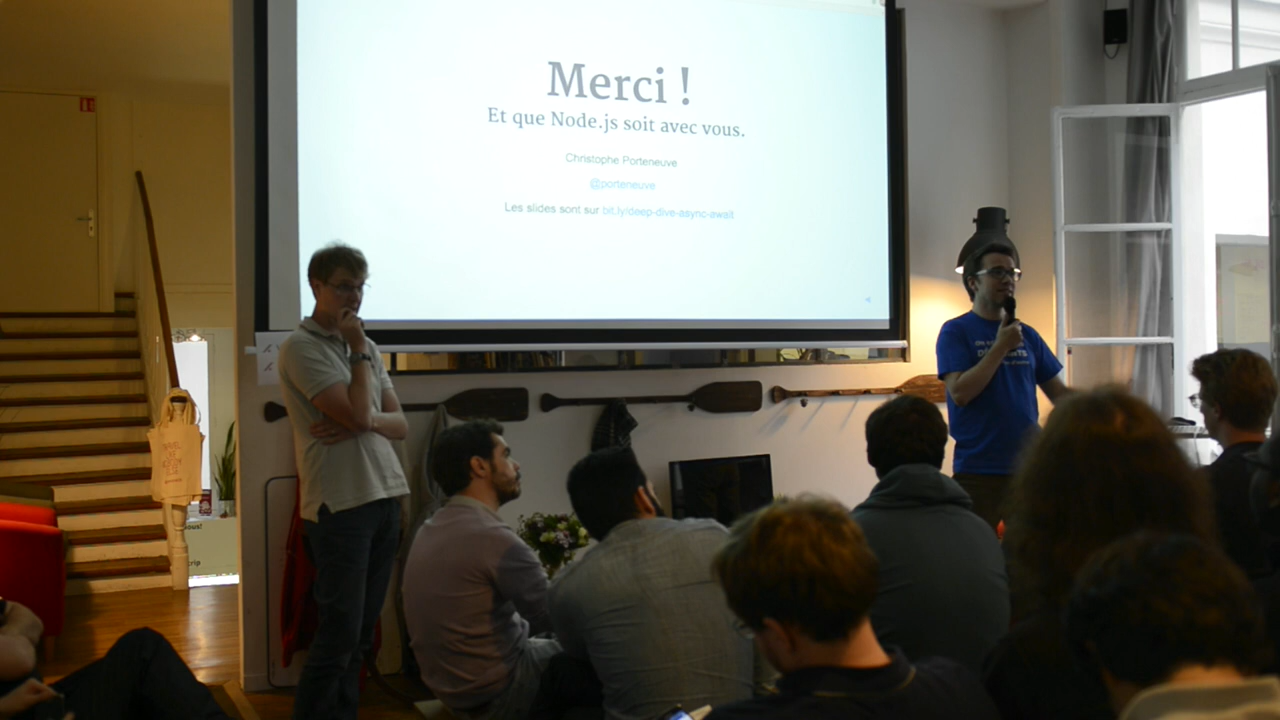 Merci !
Et que Node.js soit avec vous.
Christophe Porteneuve
@porteneuve
Les slides sont sur bit.ly/deep-dive-async-await